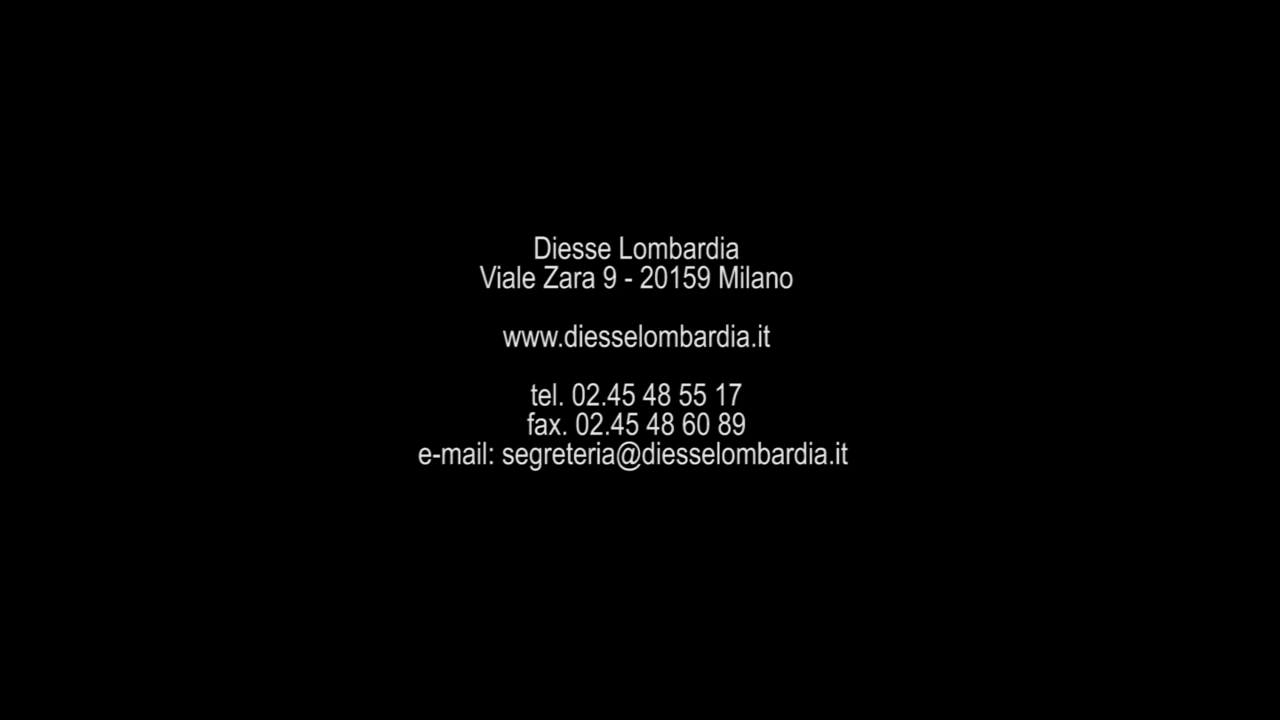 Diesse Lombardia
Viale Zara 9 - 20159 Milano
www.diesselombardia.it
tel. 02.45 48 55 17
fax. 02.45 48 60 89
e-mail: segreteria@diesselombardia.it